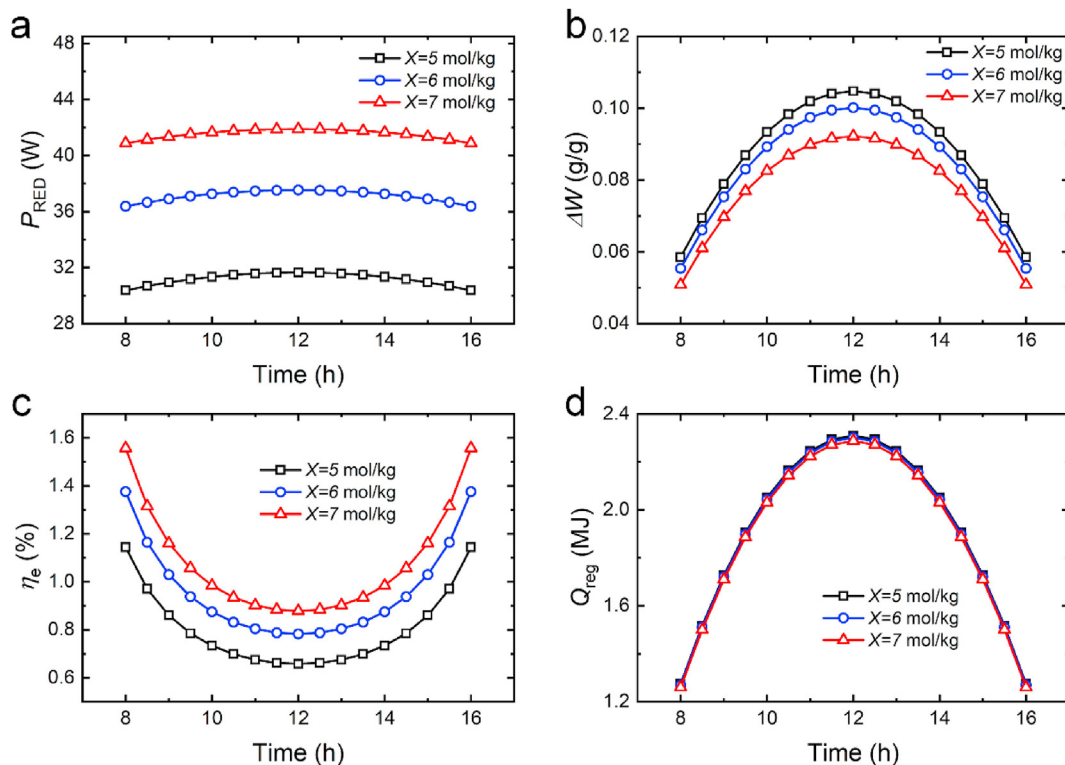 a
48
44
40
36
32
28
P_RED (W)
X=5 mol/kg
X=6 mol/kg
X=7 mol/kg
8 10 12 14 16
Time (h)
b
0.12
0.10
0.08
0.06
0.04
ΔW (g/g)
X=5 mol/kg
X=6 mol/kg
X=7 mol/kg
8 10 12 14 16
Time (h)
c
1.6
1.4
1.2
1.0
0.8
0.6
η_e (%)
X=5 mol/kg
X=6 mol/kg
X=7 mol/kg
8 10 12 14 16
Time (h)
d
2.4
2.0
1.6
1.2
Q_reg (MJ)
X=5 mol/kg
X=6 mol/kg
X=7 mol/kg
8 10 12 14 16
Time (h)